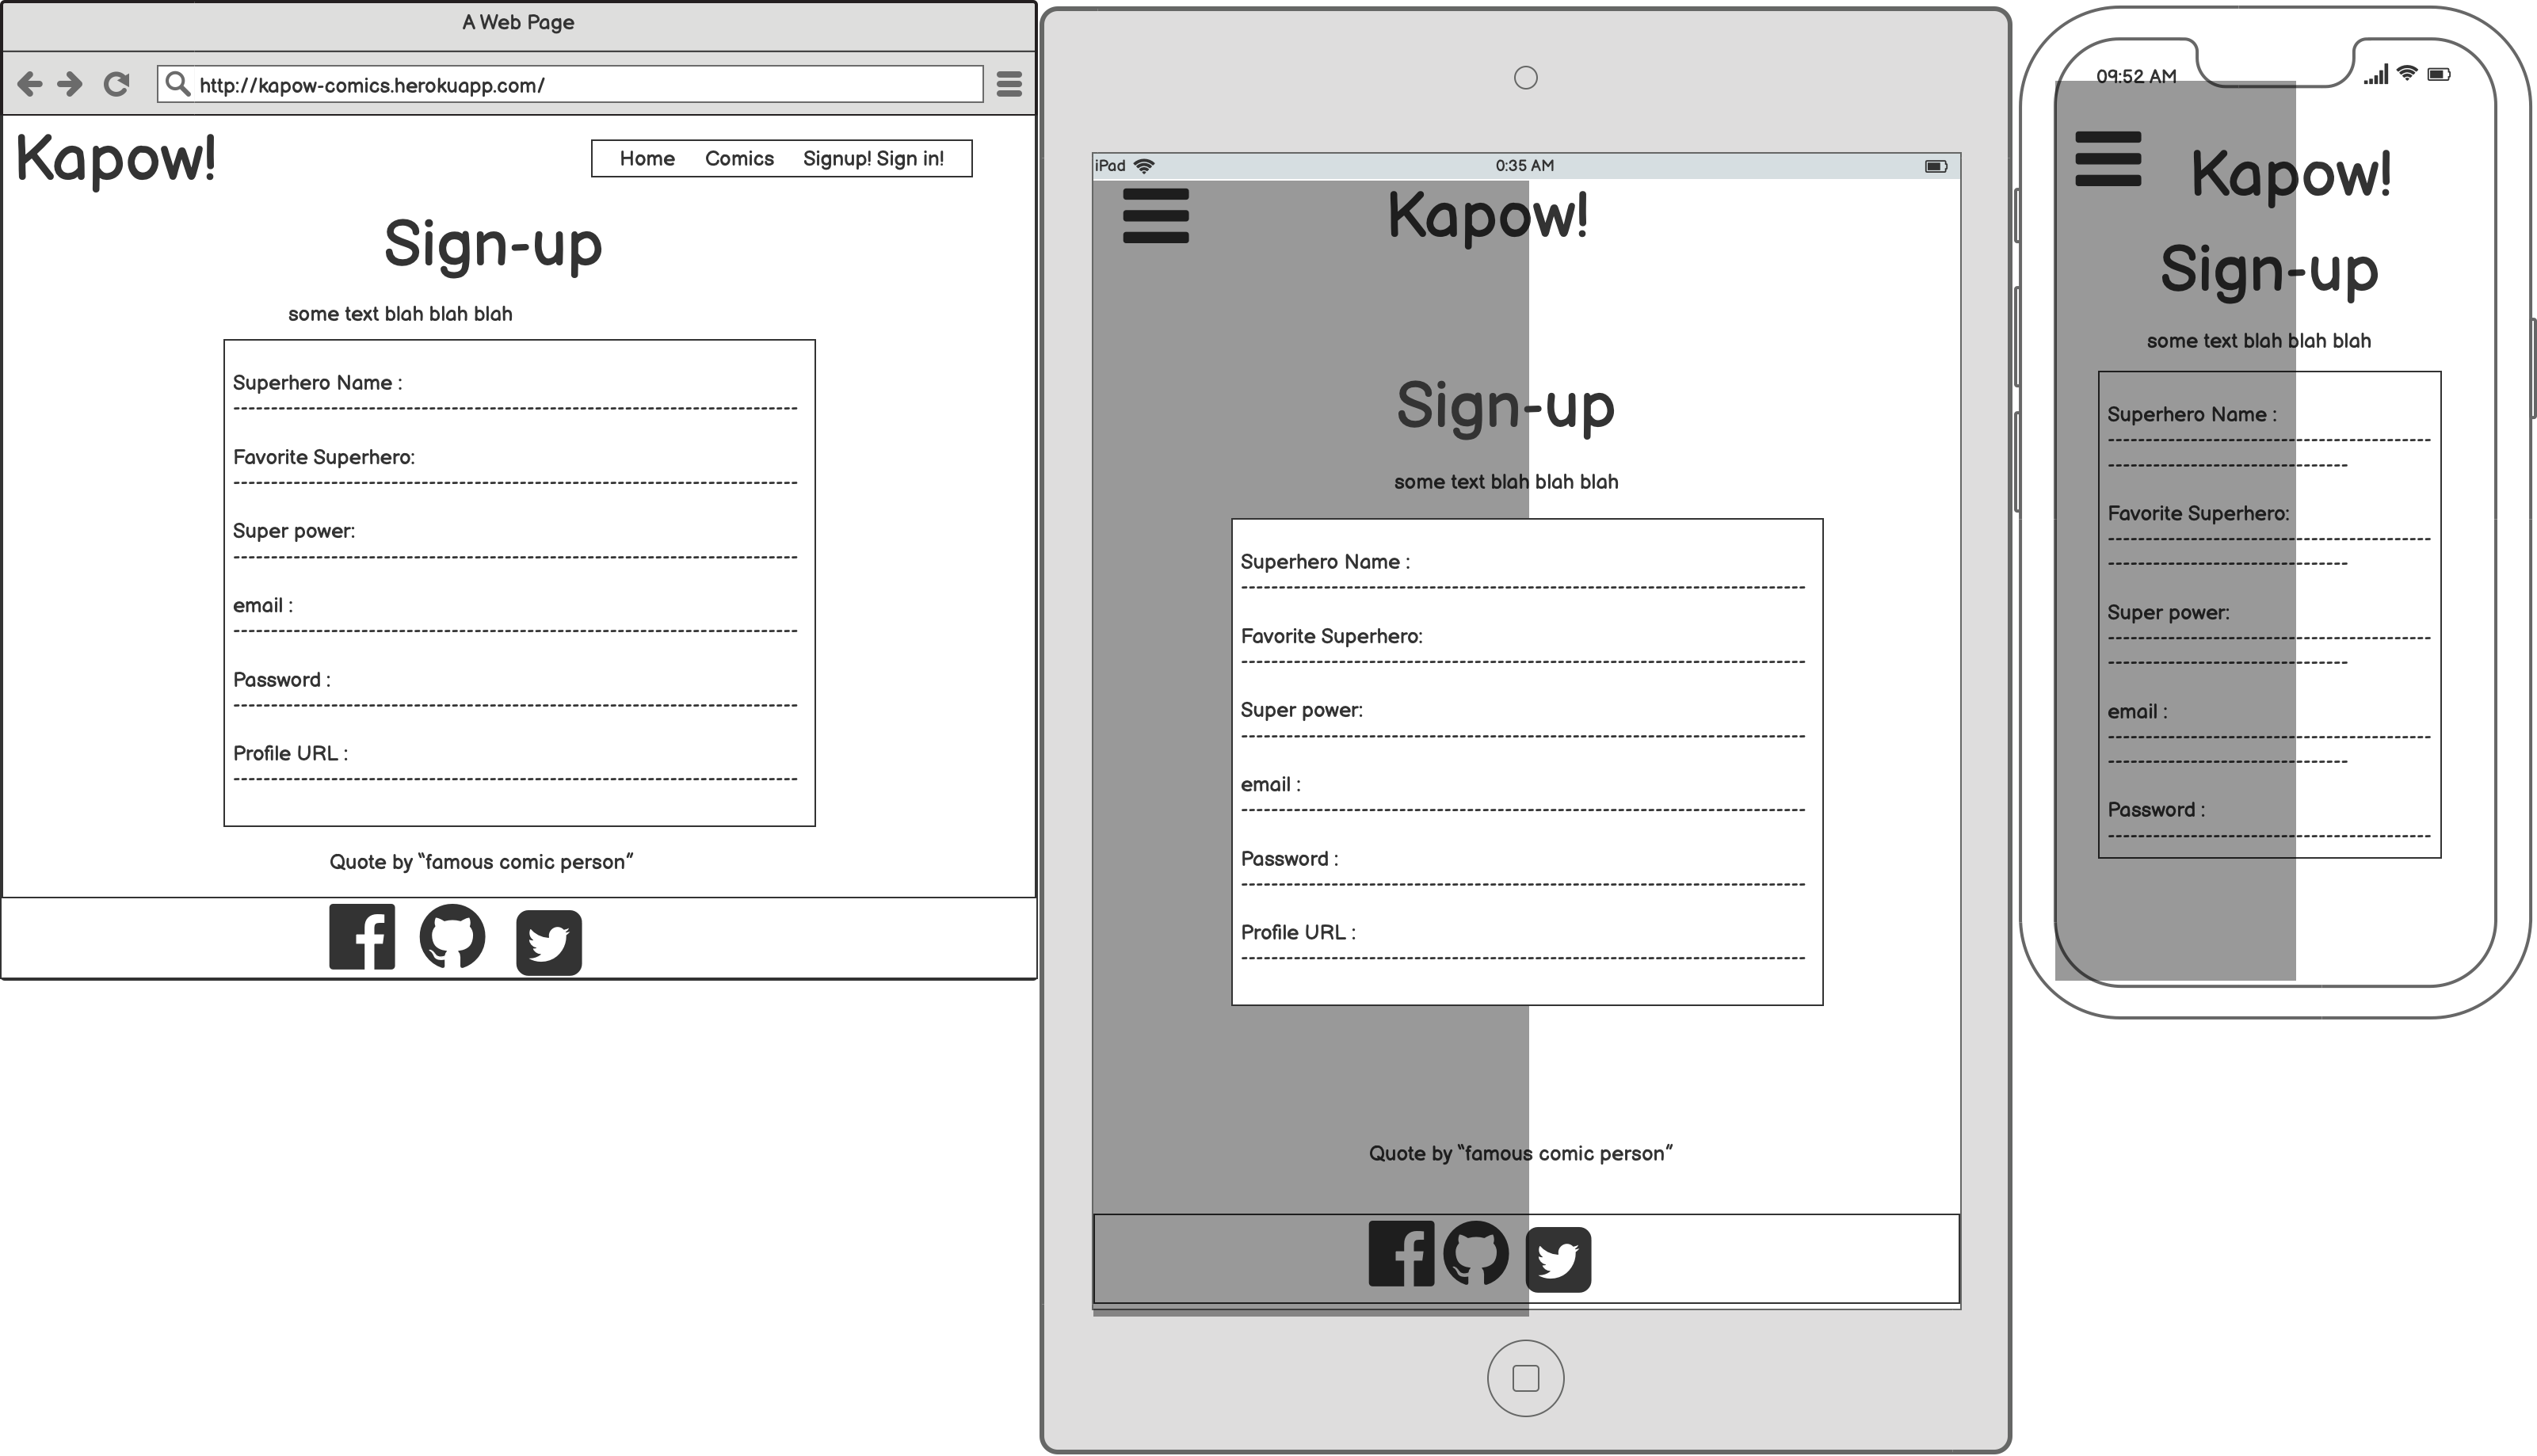 A Web Page
http://kapow-comics.herokuapp.com/
Kapow!
Home Comics Signup! Sign in!
Sign-up
some text blah blah blah
Superhero Name :
Favorite Superhero:
Super power:
email :
Password :
Profile URL :
Quote by “famous comic person”
iPad 0:35 AM
Kapow!
Sign-up
some text blah blah blah
Superhero Name :
Favorite Superhero:
Super power:
email :
Password :
Profile URL :
Quote by “famous comic person”
09:52 AM
Kapow!
Sign-up
some text blah blah blah
Superhero Name :
Favorite Superhero:
Super power:
email :
Password :